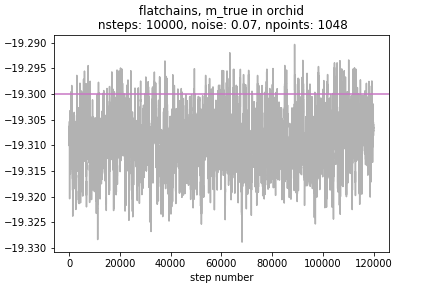 flatchains, m_true in orchid
nsteps: 10000, noise: 0.07, npoints: 1048
−19.290
−19.295
−19.300
−19.305
−19.310
−19.315
−19.320
−19.325
−19.330
0 20000 40000 60000 80000 100000 120000
step number